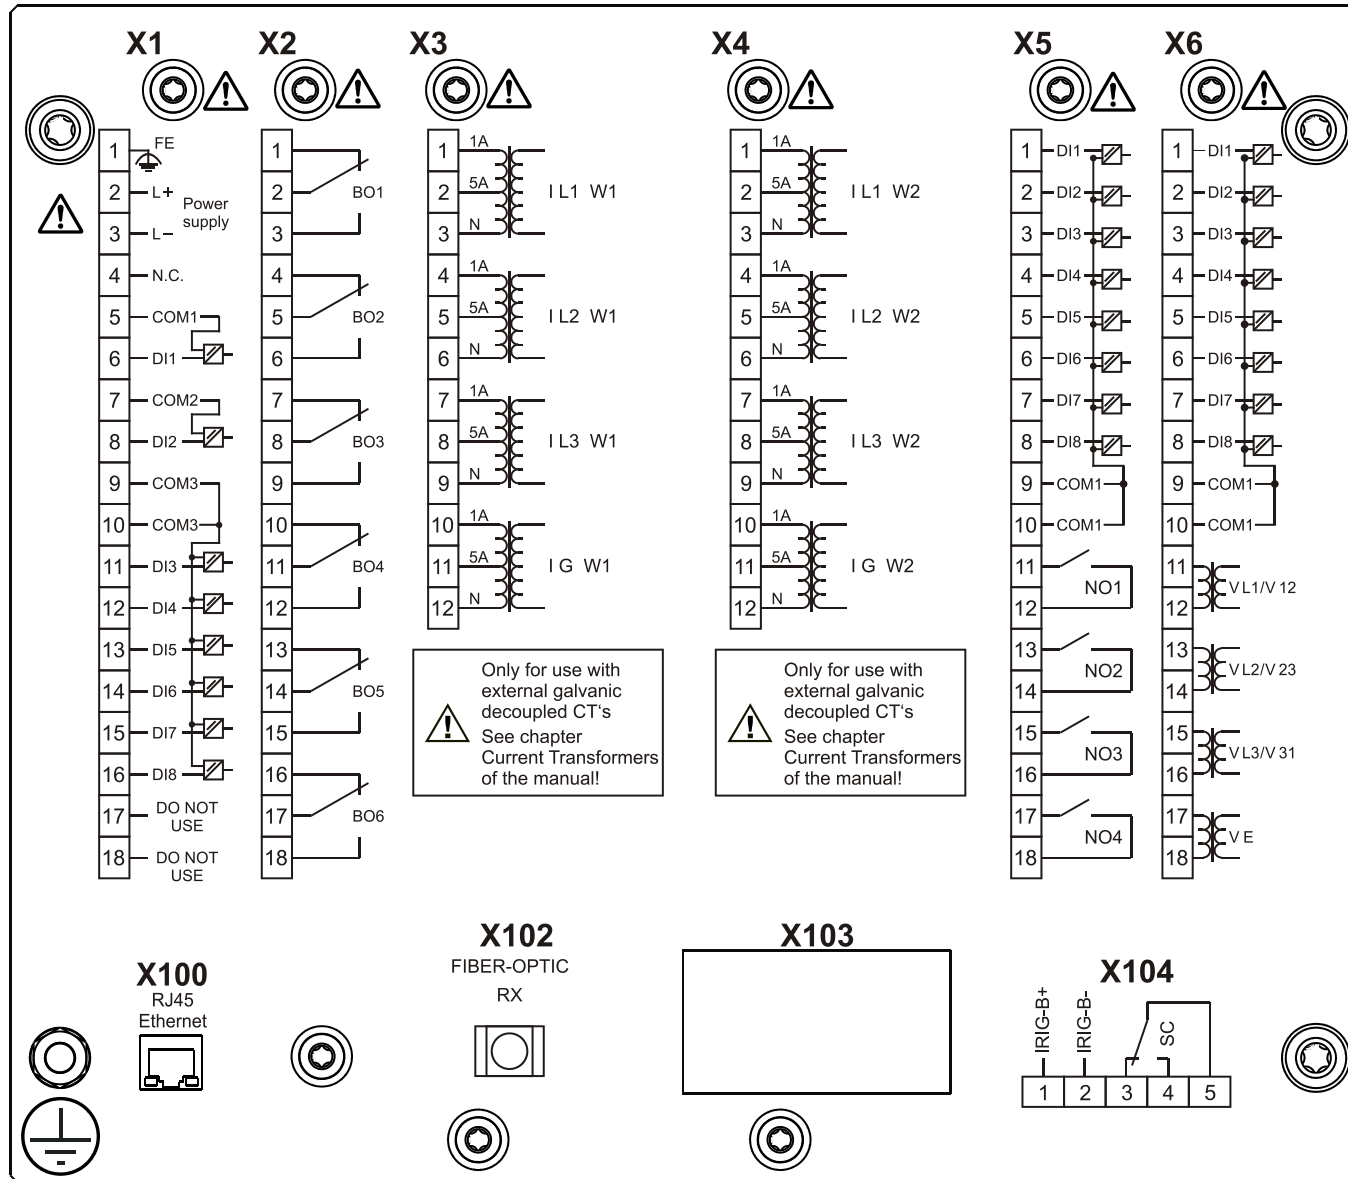 X1
X2
X3
X4
X5
X6
1 FE
2 L+
Power
supply
3 L−
4 N.C.
5 COM1
6 DI1
7 COM2
8 DI2
9 COM3
10 COM3
11 DI3
12 DI4
13 DI5
14 DI6
15 DI7
16 DI8
17 DO NOT
USE
18 DO NOT
USE
1
2 BO1
3
4
5 BO2
6
7
8 BO3
9
10
11 BO4
12
13
14 BO5
15
16
17 BO6
18
1 1A
2 5A I L1 W1
3 N
4 1A
5 5A I L2 W1
6 N
7 1A
8 5A I L3 W1
9 N
10 1A
11 5A I G W1
12 N
Only for use with
external galvanic
decoupled CT‘s
See chapter
Current Transformers
of the manual!
1 1A
2 5A I L1 W2
3 N
4 1A
5 5A I L2 W2
6 N
7 1A
8 5A I L3 W2
9 N
10 1A
11 5A I G W2
12 N
Only for use with
external galvanic
decoupled CT‘s
See chapter
Current Transformers
of the manual!
1 DI1
2 DI2
3 DI3
4 DI4
5 DI5
6 DI6
7 DI7
8 DI8
9 COM1
10 COM1
11
NO1
12
13
NO2
14
15
NO3
16
17
NO4
18
1 DI1
2 DI2
3 DI3
4 DI4
5 DI5
6 DI6
7 DI7
8 DI8
9 COM1
10 COM1
11
V L1/V 12
12
13
V L2/V 23
14
15
V L3/V 31
16
17
V E
18
X100
RJ45
Ethernet
X102
FIBER-OPTIC
RX
X103
X104
IRIG-B+
IRIG-B-
SC
1 2 3 4 5